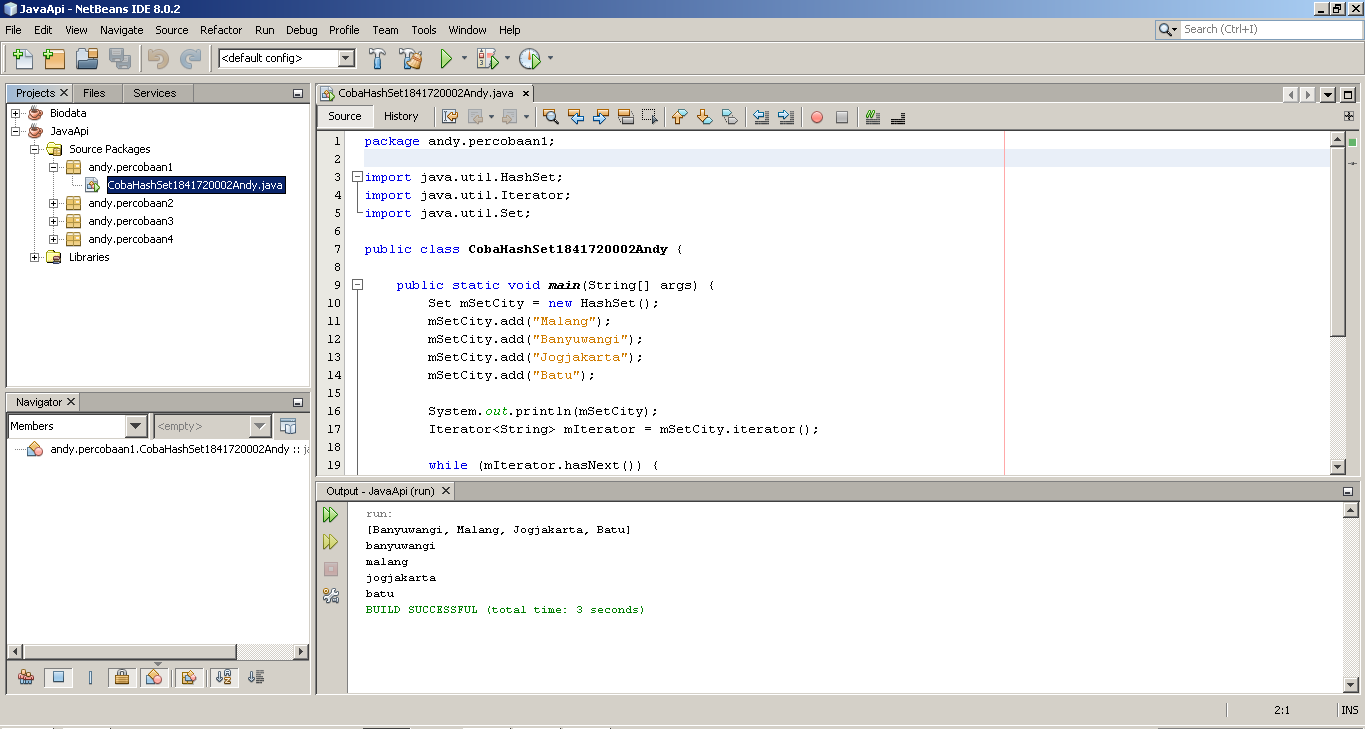 JavaApi - NetBeans IDE 8.0.2
File Edit View Navigate Source Refactor Run Debug Profile Team Tools Window Help
Search (Ctrl+I)
<default config>
Projects Files Services
Biodata
JavaApi
Source Packages
andy.percobaan1
CobaHashSet1841720002Andy.java
andy.percobaan2
andy.percobaan3
andy.percobaan4
Libraries
Navigator
Members <empty>
andy.percobaan1.CobaHashSet1841720002Andy ::
CobaHashSet1841720002Andy.java
Source History
1 package andy.percobaan1;
2
3 import java.util.HashSet;
4 import java.util.Iterator;
5 import java.util.Set;
6
7 public class CobaHashSet1841720002Andy {
8
9 public static void main(String[] args) {
10 Set mSetCity = new HashSet();
11 mSetCity.add("Malang");
12 mSetCity.add("Banyuwangi");
13 mSetCity.add("Jogjakarta");
14 mSetCity.add("Batu");
15
16 System.out.println(mSetCity);
17 Iterator<String> mIterator = mSetCity.iterator();
18
19 while (mIterator.hasNext()) {
Output - JavaApi (run)
run:
[Banyuwangi, Malang, Jogjakarta, Batu]
banyuwangi
malang
jogjakarta
batu
BUILD SUCCESSFUL (total time: 3 seconds)
2:1 INS